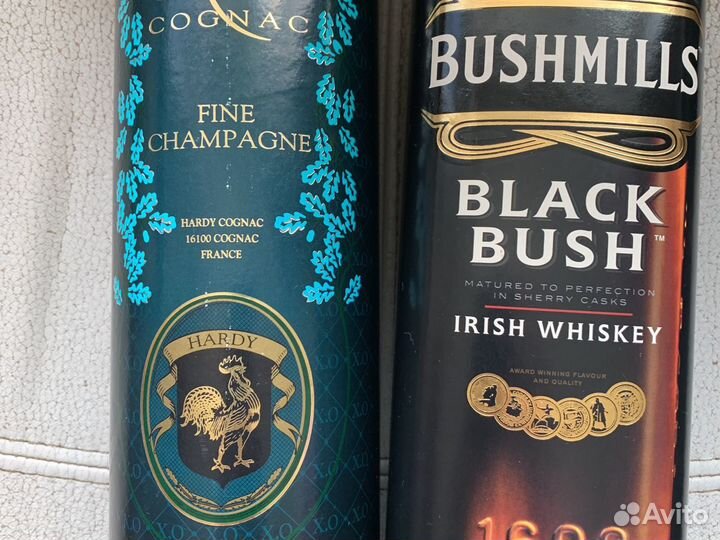 COGNAC
FINE
CHAMPAGNE
HARDY COGNAC
16100 COGNAC
FRANCE
HARDY
X.O X.O X.O X.O
BUSHMILLS
BLACK
BUSH™
MATURED TO PERFECTION
IN SHERRY CASKS
IRISH WHISKEY
AWARD WINNING FLAVOUR
AND QUALITY
Avito